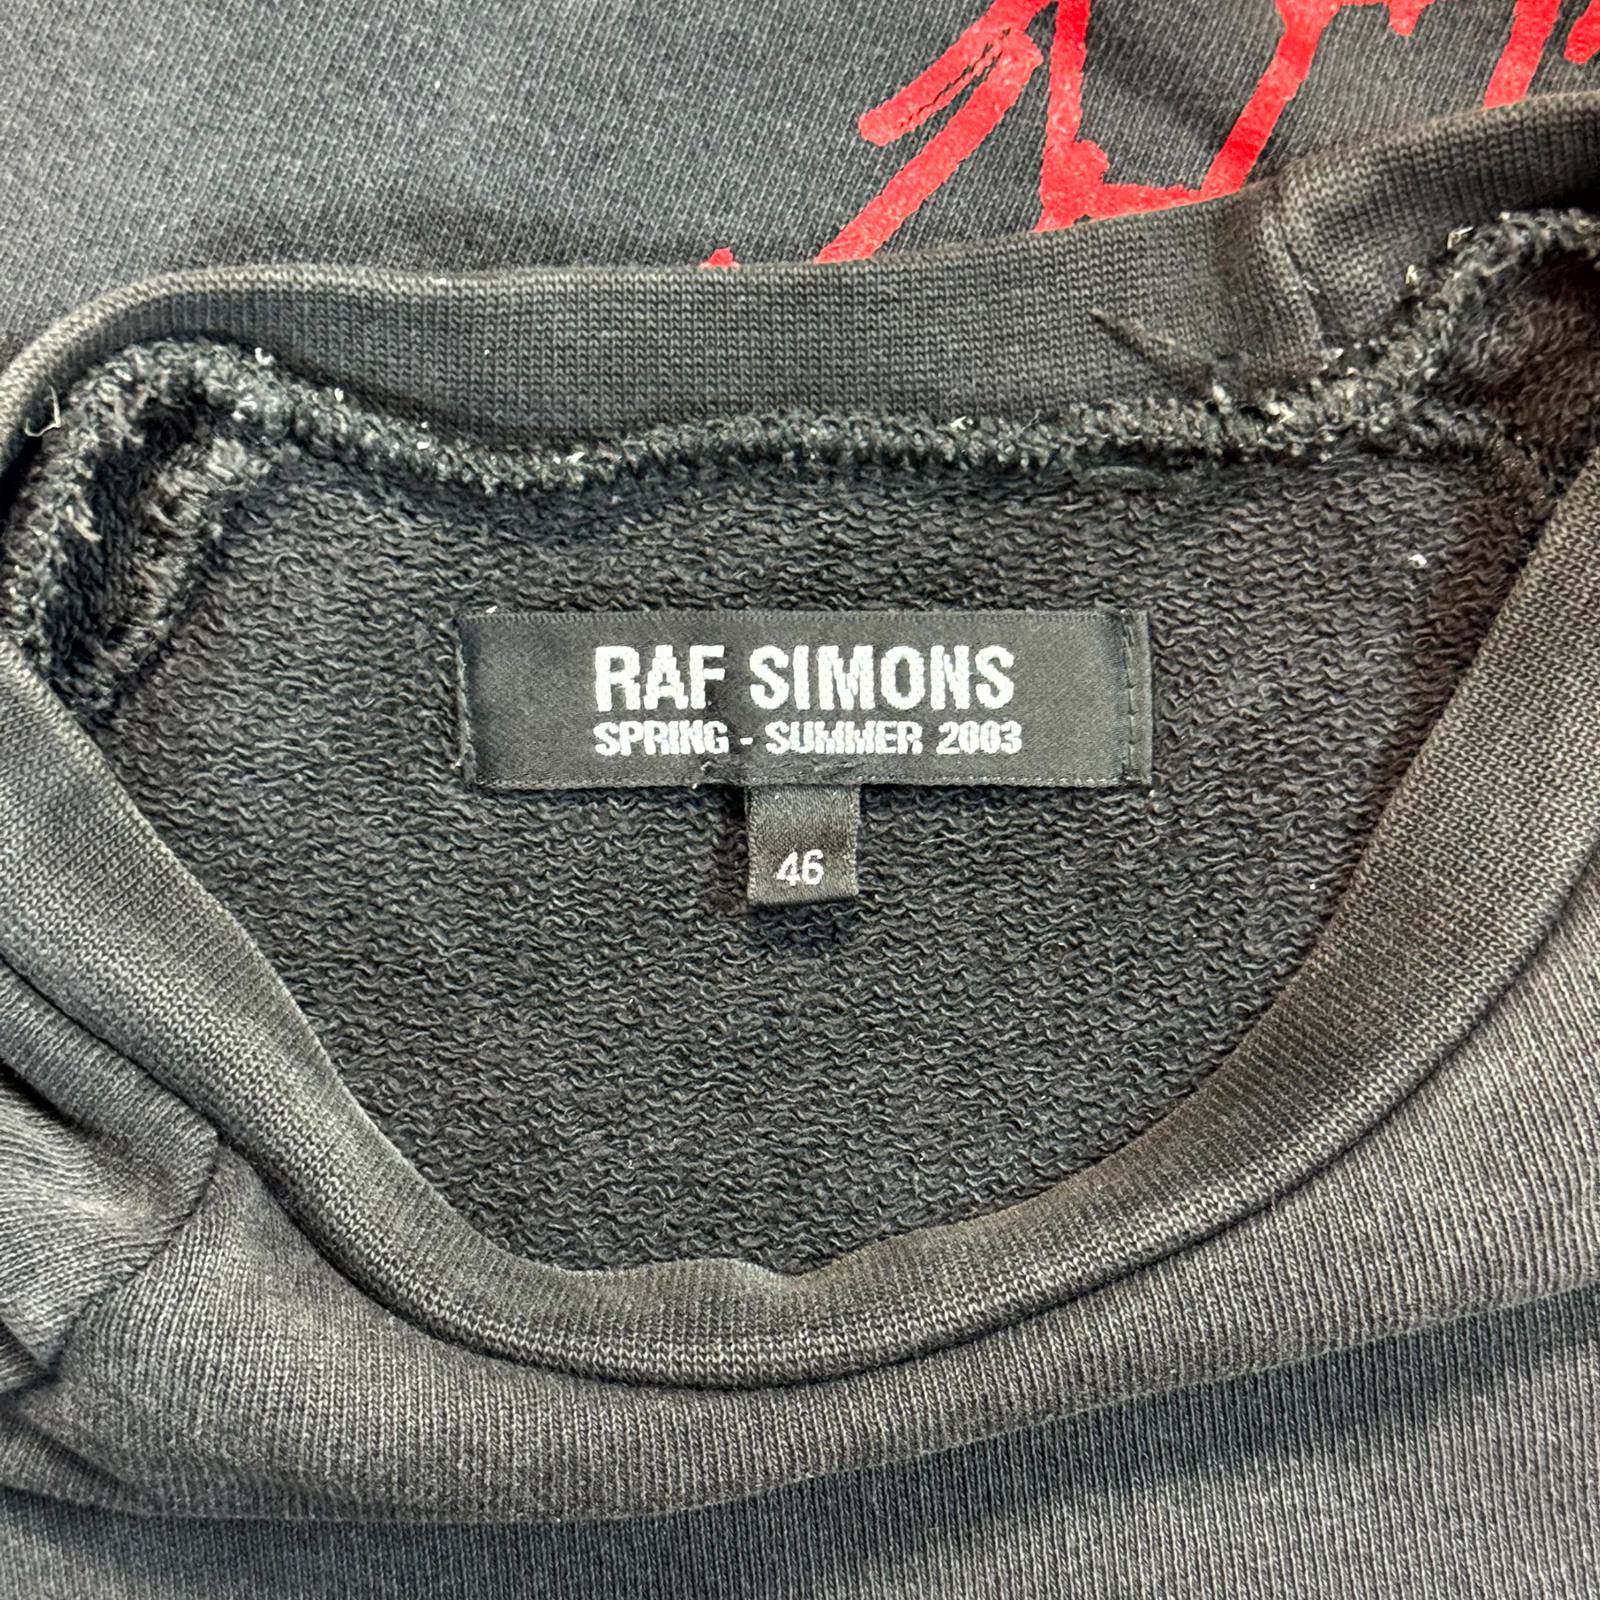 RAF SIMONS
SPRING - SUMMER 2003
46